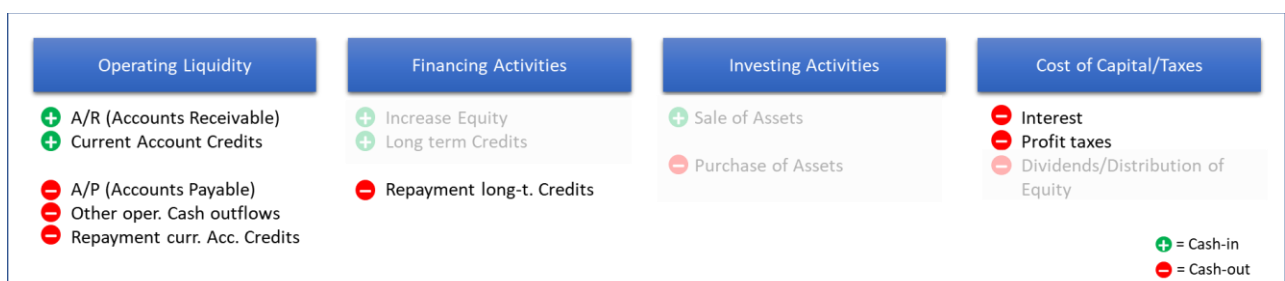 Operating Liquidity
A/R (Accounts Receivable)
Current Account Credits
A/P (Accounts Payable)
Other oper. Cash outflows
Repayment curr. Acc. Credits
Financing Activities
Increase Equity
Long term Credits
Repayment long-t. Credits
Investing Activities
Sale of Assets
Purchase of Assets
Cost of Capital/Taxes
Interest
Profit taxes
Dividends/Distribution of
Equity
= Cash-in
= Cash-out